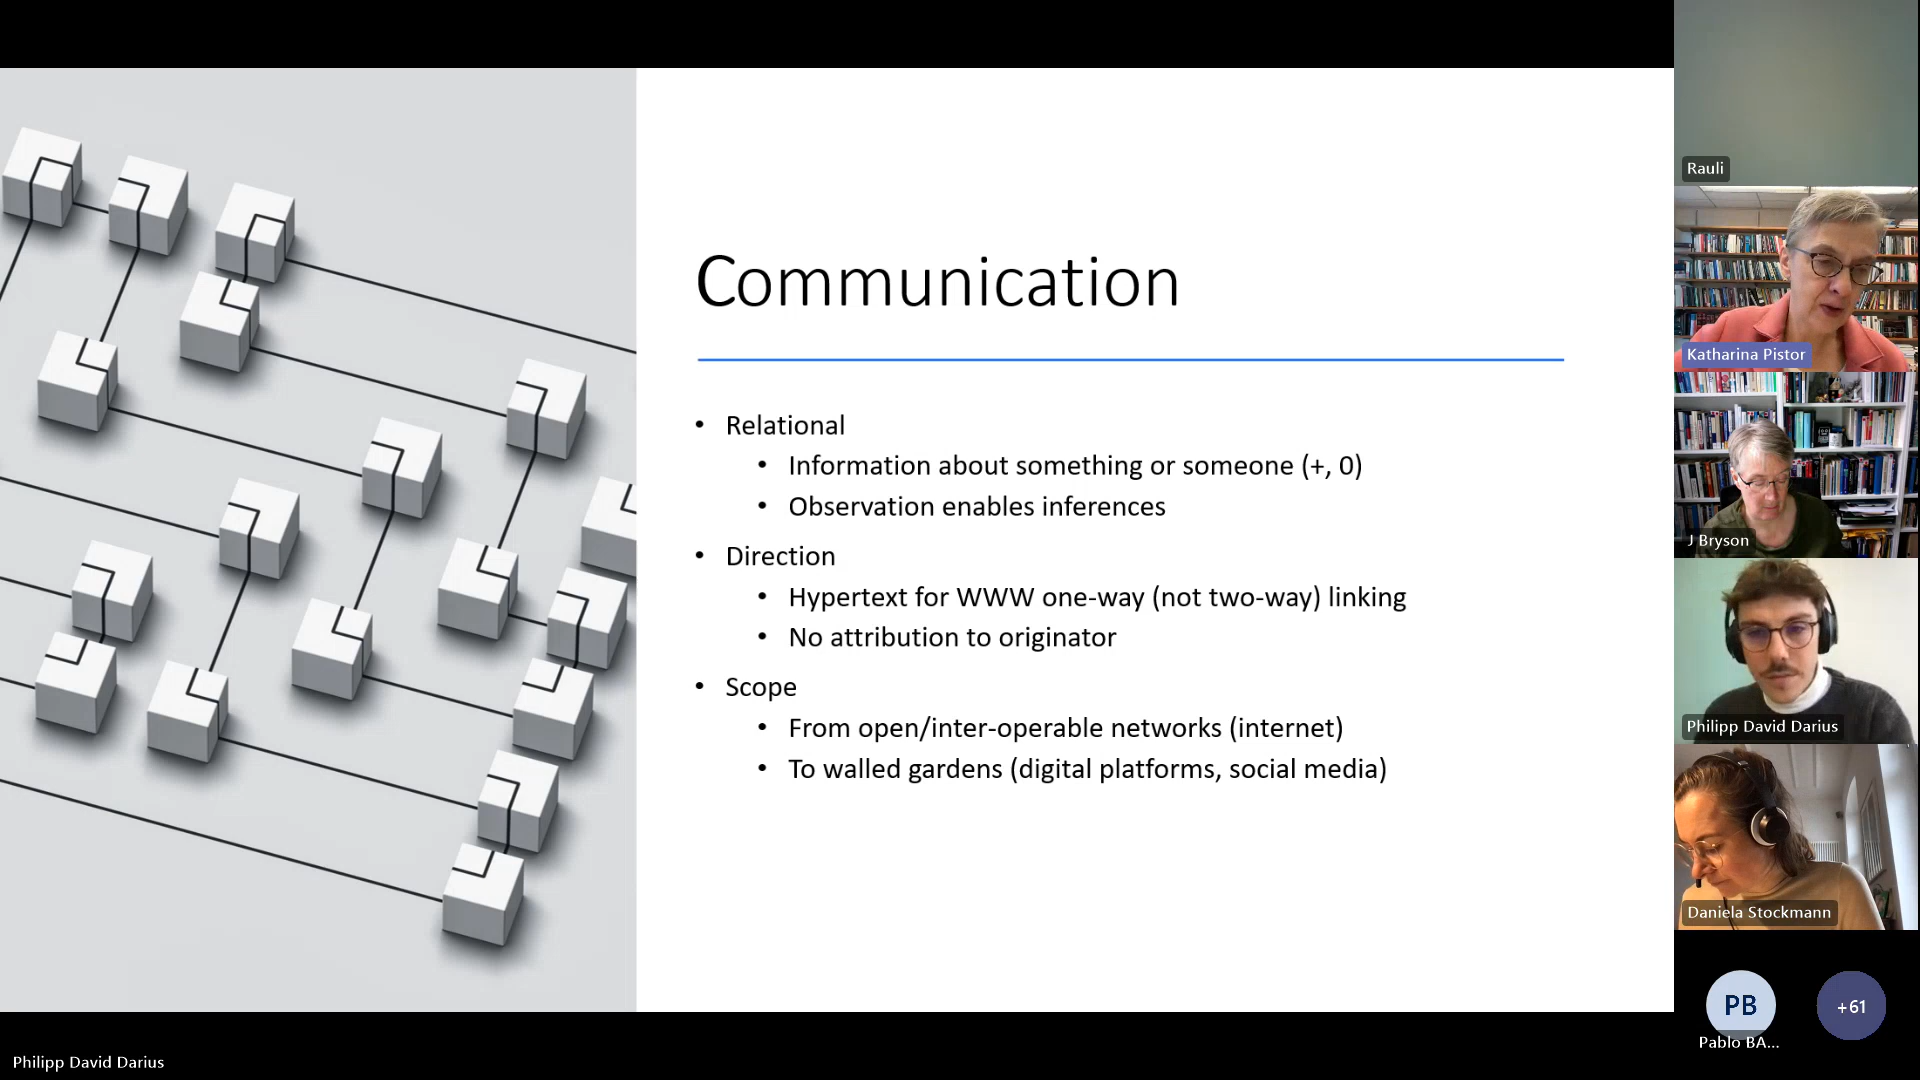 Communication
• Relational
• Information about something or someone (+, 0)
• Observation enables inferences
• Direction
• Hypertext for WWW one-way (not two-way) linking
• No attribution to originator
• Scope
• From open/inter-operable networks (internet)
• To walled gardens (digital platforms, social media)
Rauli
Katharina Pistor
J Bryson
Philipp David Darius
Daniela Stockmann
PB
Pablo BA...
+61
Philipp David Darius